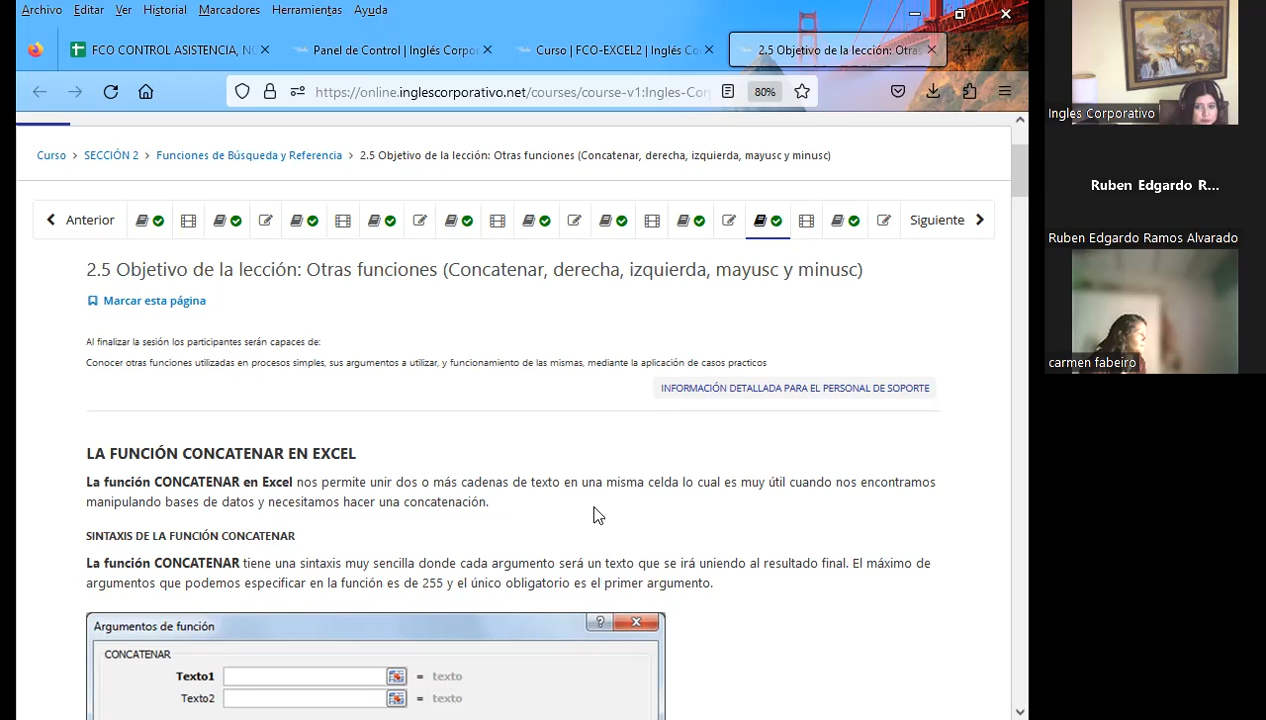 Archivo Editar Ver Historial Marcadores Herramientas Ayuda
FCO CONTROL ASISTENCIA, NO
Panel de Control | Inglés Corpor
Curso | FCO-EXCEL2 | Inglés Co
2.5 Objetivo de la lección: Otras
https://online.inglescorporativo.net/courses/course-v1:Ingles-Corp
80%
Curso > SECCIÓN 2 > Funciones de Búsqueda y Referencia > 2.5 Objetivo de la lección: Otras funciones (Concatenar, derecha, izquierda, mayusc y minusc)
Anterior
Siguiente
2.5 Objetivo de la lección: Otras funciones (Concatenar, derecha, izquierda, mayusc y minusc)
Marcar esta página
Al finalizar la sesión los participantes serán capaces de:
Conocer otras funciones utilizadas en procesos simples, sus argumentos a utilizar, y funcionamiento de las mismas, mediante la aplicación de casos practicos
INFORMACIÓN DETALLADA PARA EL PERSONAL DE SOPORTE
LA FUNCIÓN CONCATENAR EN EXCEL
La función CONCATENAR en Excel nos permite unir dos o más cadenas de texto en una misma celda lo cual es muy útil cuando nos encontramos
manipulando bases de datos y necesitamos hacer una concatenación.
SINTAXIS DE LA FUNCIÓN CONCATENAR
La función CONCATENAR tiene una sintaxis muy sencilla donde cada argumento será un texto que se irá uniendo al resultado final. El máximo de
argumentos que podemos especificar en la función es de 255 y el único obligatorio es el primer argumento.
Argumentos de función
?
CONCATENAR
Texto1 = texto
Texto2 = texto
Ingles Corporativo
Ruben Edgardo R...
Ruben Edgardo Ramos Alvarado
carmen fabeiro